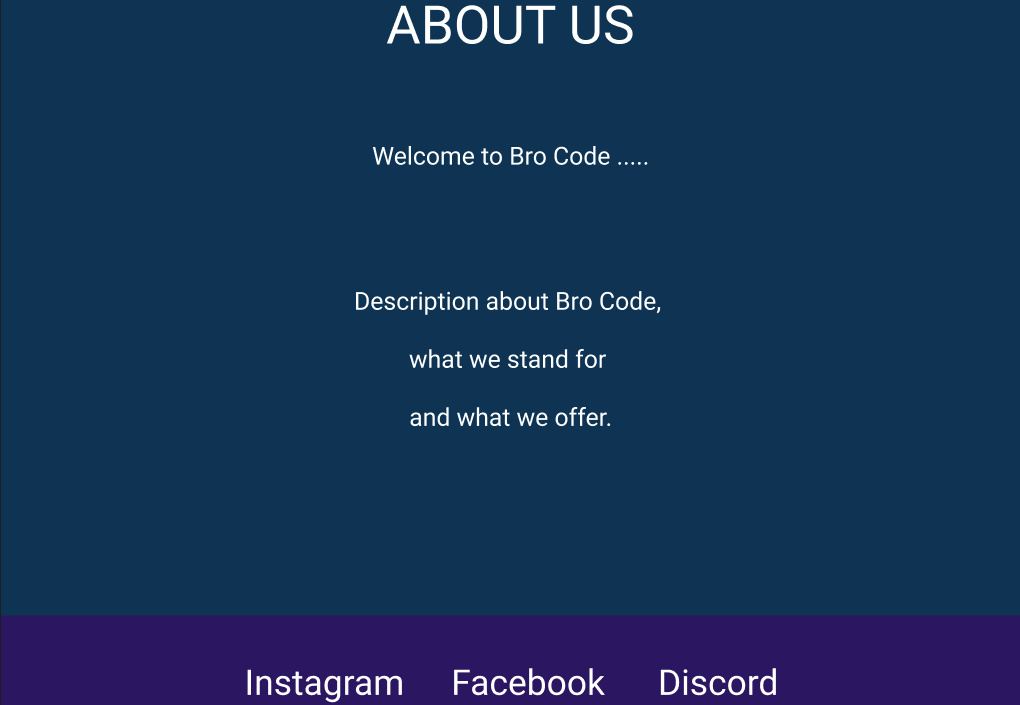 ABOUT US
Welcome to Bro Code .....
Description about Bro Code,
what we stand for
and what we offer.
Instagram Facebook Discord